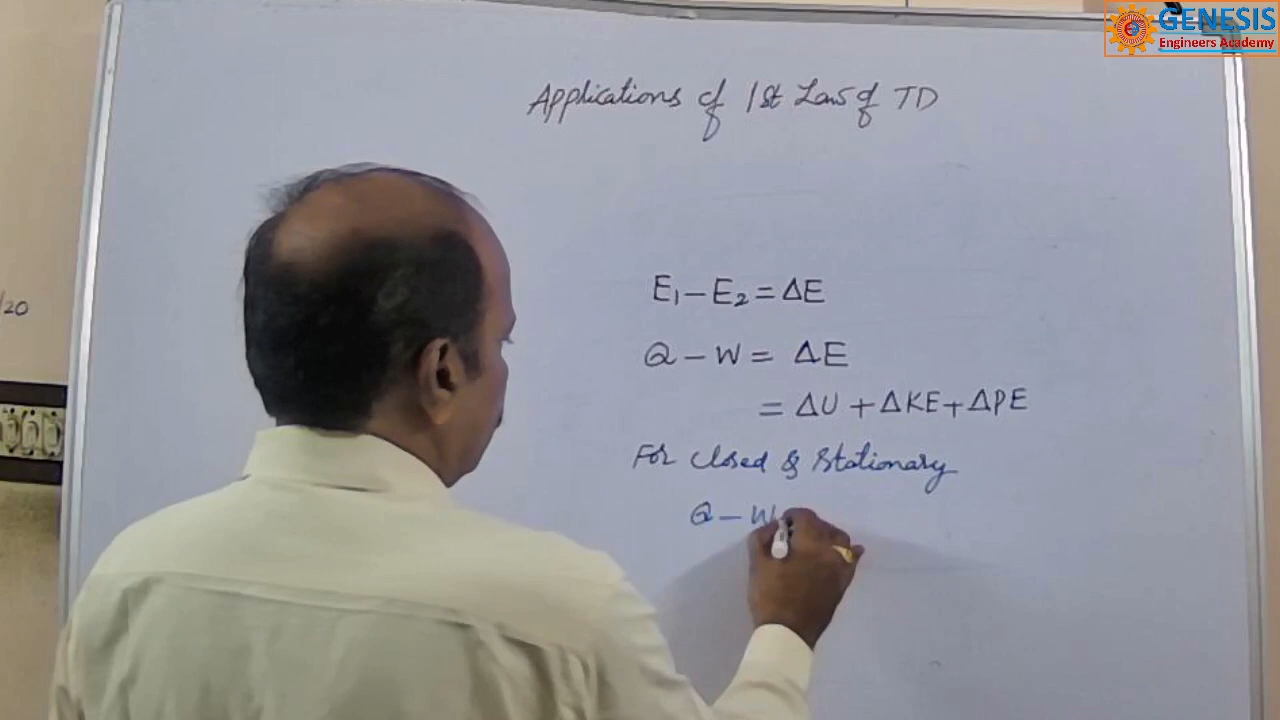 GENESIS
Engineers Academy
Applications of 1st Law of TD
/20
E₁ – E₂ = ΔE
Q – W = ΔE
= ΔU + ΔKE + ΔPE
For Closed & Stationary
Q – W